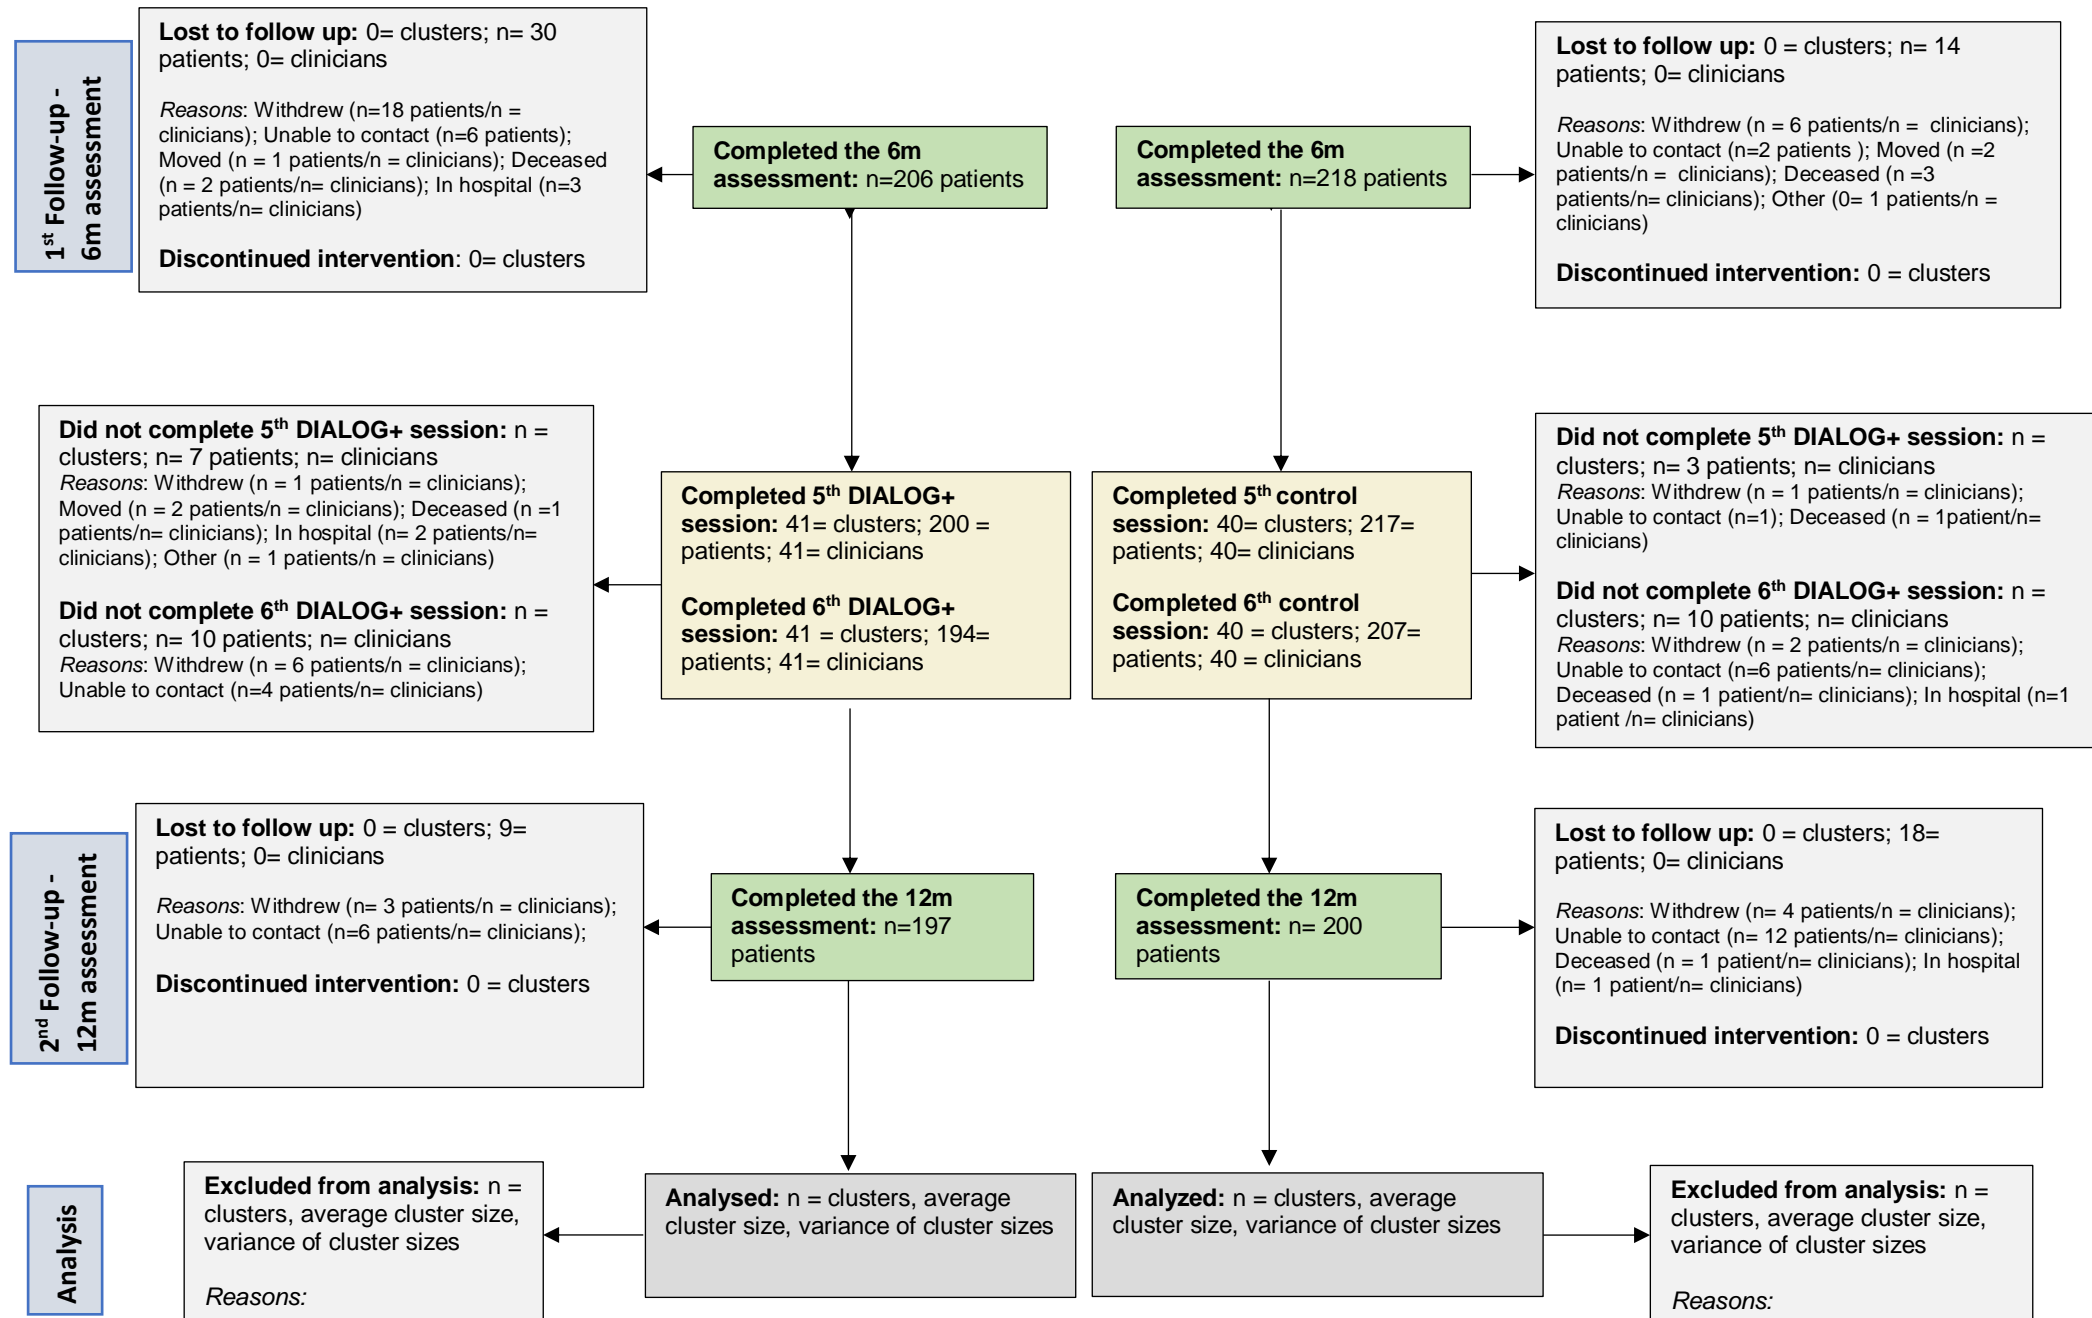 1st Follow-up -
6m assessment
Lost to follow up: 0= clusters; n= 30
patients; 0= clinicians
Reasons: Withdrew (n=18 patients/n =
clinicians); Unable to contact (n=6 patients);
Moved (n = 1 patients/n = clinicians); Deceased
(n = 2 patients/n= clinicians); In hospital (n=3
patients/n= clinicians)
Discontinued intervention: 0= clusters
Completed the 6m
assessment: n=206 patients
Completed the 6m
assessment: n=218 patients
Lost to follow up: 0 = clusters; n= 14
patients; 0= clinicians
Reasons: Withdrew (n = 6 patients/n =  clinicians);
Unable to contact (n=2 patients ); Moved (n =2
patients/n =  clinicians); Deceased (n =3
patients/n= clinicians); Other (0= 1 patients/n =
clinicians)
Discontinued intervention: 0 = clusters
Did not complete 5th DIALOG+ session: n =
clusters; n= 7 patients; n= clinicians
Reasons: Withdrew (n = 1 patients/n = clinicians);
Moved (n = 2 patients/n = clinicians); Deceased (n =1
patients/n= clinicians); In hospital (n= 2 patients/n=
clinicians); Other (n = 1 patients/n = clinicians)
Did not complete 6th DIALOG+ session: n =
clusters; n= 10 patients; n= clinicians
Reasons: Withdrew (n = 6 patients/n = clinicians);
Unable to contact (n=4 patients/n= clinicians)
Completed 5th DIALOG+
session: 41= clusters; 200 =
patients; 41= clinicians
Completed 6th DIALOG+
session: 41 = clusters; 194=
patients; 41= clinicians
Completed 5th control
session: 40= clusters; 217=
patients; 40= clinicians
Completed 6th control
session: 40 = clusters; 207=
patients; 40 = clinicians
Did not complete 5th DIALOG+ session: n =
clusters; n= 3 patients; n= clinicians
Reasons: Withdrew (n = 1 patients/n = clinicians);
Unable to contact (n=1); Deceased (n = 1patient/n=
clinicians)
Did not complete 6th DIALOG+ session: n =
clusters; n= 10 patients; n= clinicians
Reasons: Withdrew (n = 2 patients/n = clinicians);
Unable to contact (n=6 patients/n= clinicians);
Deceased (n = 1 patient/n= clinicians); In hospital (n=1
patient /n= clinicians)
2nd Follow-up -
12m assessment
Lost to follow up: 0 = clusters; 9=
patients; 0= clinicians
Reasons: Withdrew (n= 3 patients/n = clinicians);
Unable to contact (n=6 patients/n= clinicians);
Discontinued intervention: 0 = clusters
Completed the 12m
assessment: n=197
patients
Completed the 12m
assessment: n= 200
patients
Lost to follow up: 0 = clusters; 18=
patients; 0= clinicians
Reasons: Withdrew (n= 4 patients/n = clinicians);
Unable to contact (n= 12 patients/n= clinicians);
Deceased (n = 1 patient/n= clinicians); In hospital
(n= 1 patient/n= clinicians)
Discontinued intervention: 0 = clusters
Analysis
Excluded from analysis: n =
clusters, average cluster size,
variance of cluster sizes
Reasons:
Analysed: n = clusters, average
cluster size, variance of cluster sizes
Analyzed: n = clusters, average
cluster size, variance of cluster sizes
Excluded from analysis: n =
clusters, average cluster size,
variance of cluster sizes
Reasons: